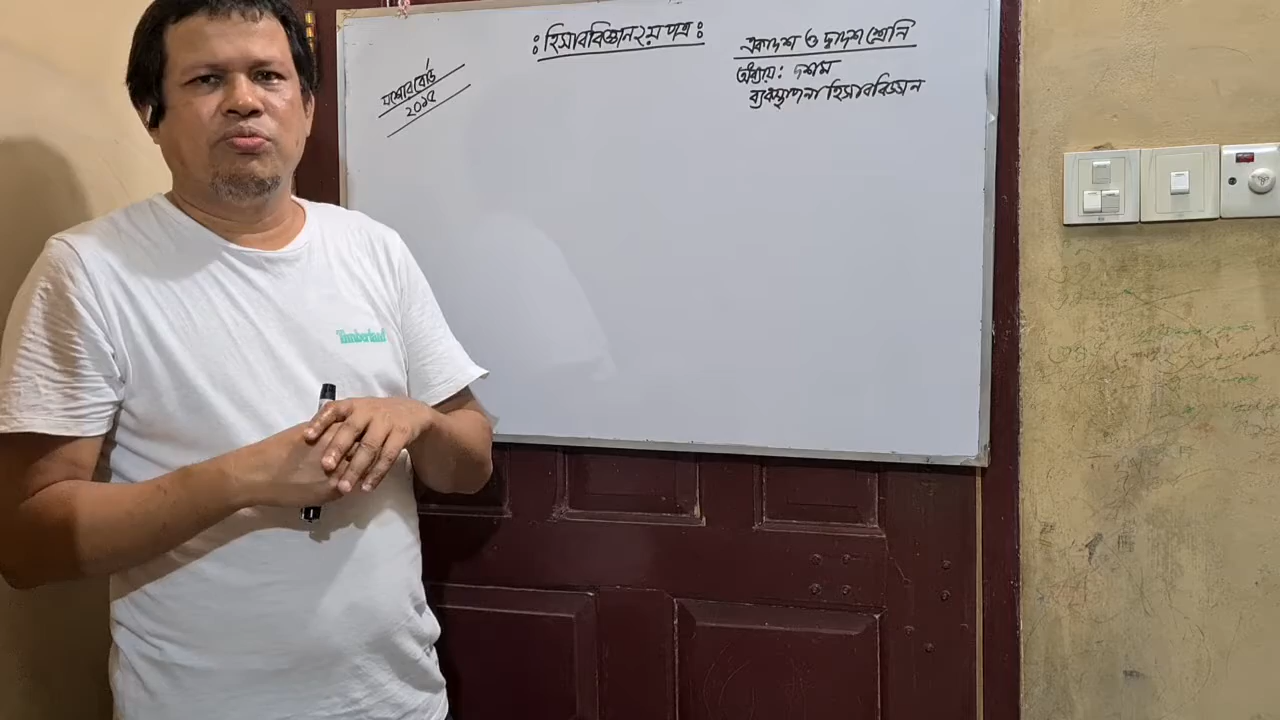 : হিসাববিজ্ঞান ২য় পত্র :
যশোর বোর্ড
২০১৫
একাদশ ও দ্বাদশ শ্রেনি
অধ্যায় : দশম
ব্যবস্থাপনা হিসাববিজ্ঞান
Timberland